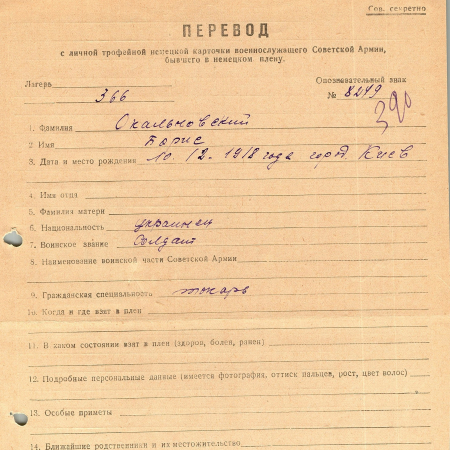 Сов. секретно
ПЕРЕВОД
с личной трофейной немецкой карточки военнослужащего Советской Армии,
бывшего в немецком плену.
Лагерь 366
Опознавательный знак
№ 8249
390
1. Фамилия Скальковский
2 Имя Борис
3. Дата и место рождения 10/2. 1912 года город Киев
4. Имя отца
5. Фамилия матери
6. Национальность украинец
7. Воинское звание солдат
8. Наименование воинской части Советской Армии
9. Гражданская специальность токарь
10. Когда и где взят в плен
11. В каком состоянии взят в плен (здоров, болен, ранен)
12. Подробные персональные данные (имеется фотография, оттиск пальцев, рост, цвет волос)
13. Особые приметы
14. Ближайшие родственники и их местожительство